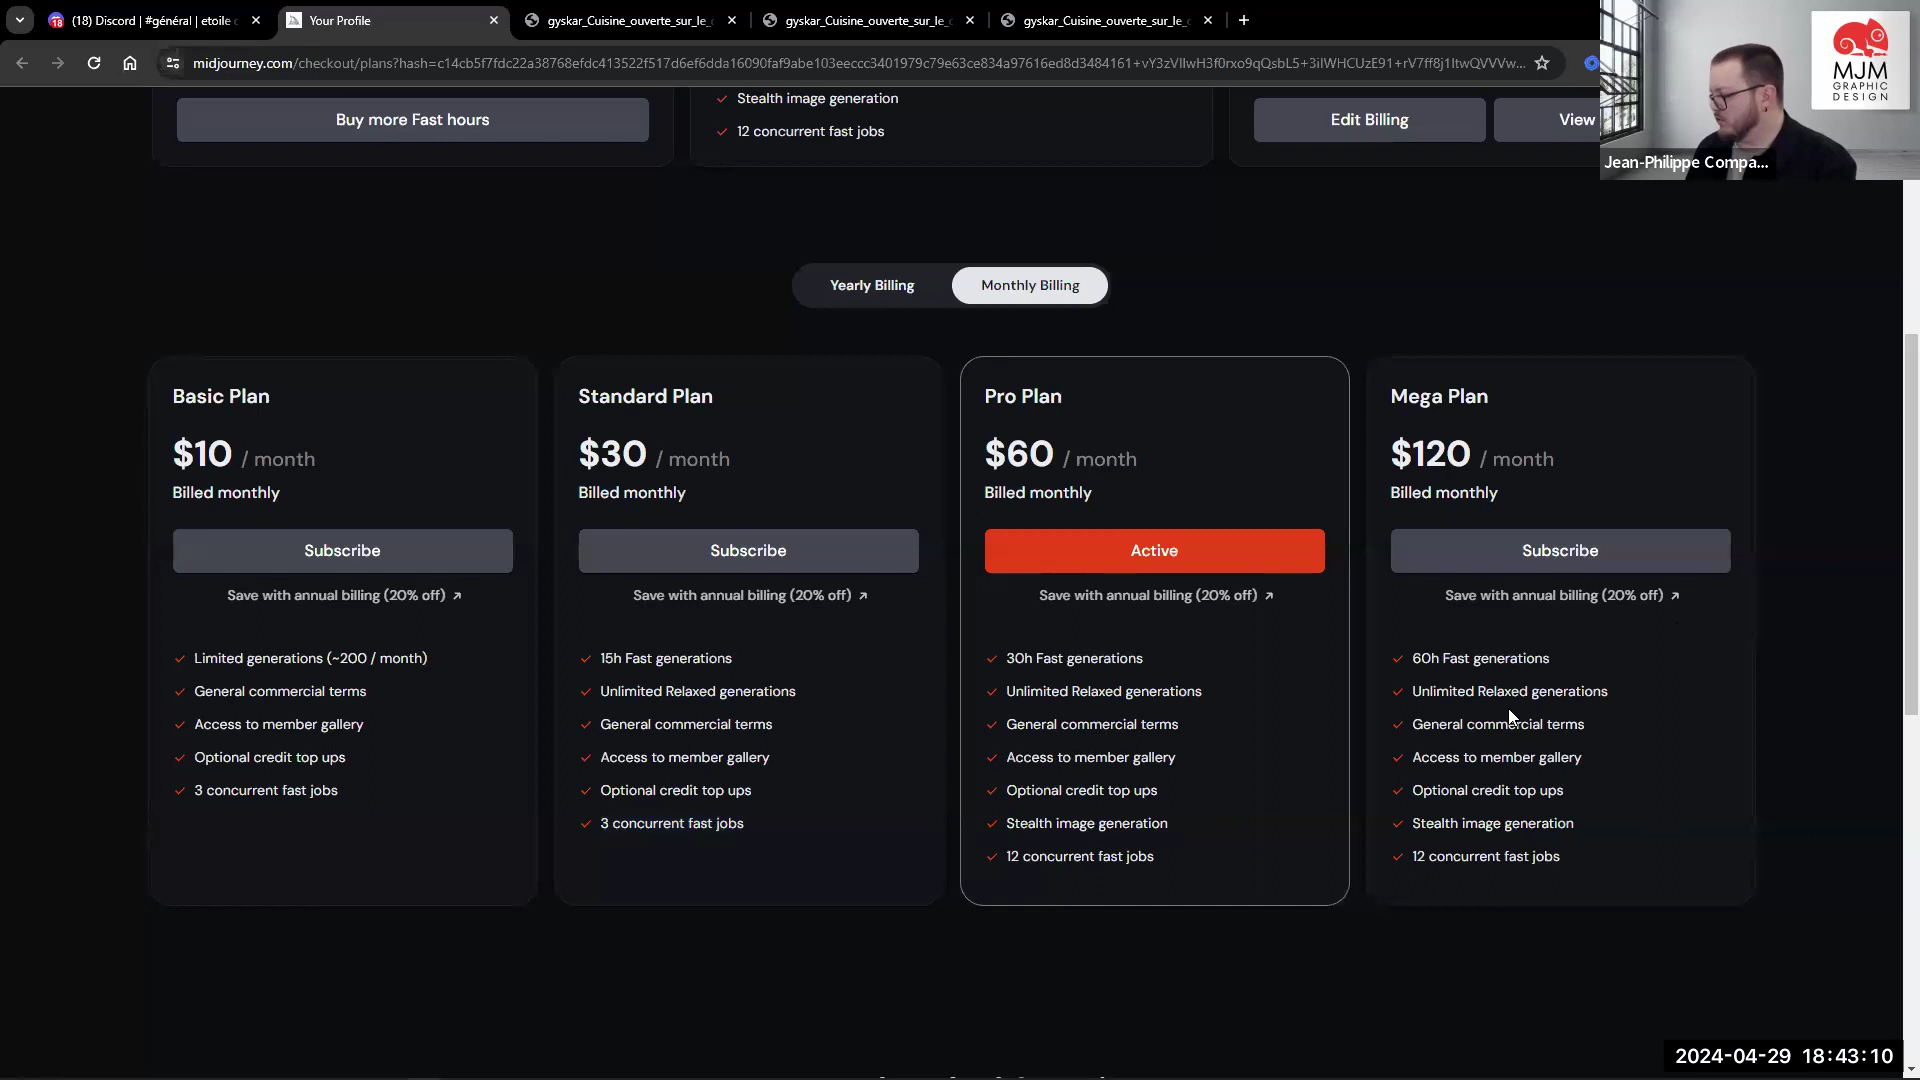 (18) Discord | #général | etoile
Your Profile
gyskar_Cuisine_ouverte_sur_le_
gyskar_Cuisine_ouverte_sur_le_
gyskar_Cuisine_ouverte_sur_le_
midjourney.com/checkout/plans?hash=
MJM
GRAPHIC
DESIGN
Jean-Philippe Compa...
Buy more Fast hours
Stealth image generation
12 concurrent fast jobs
Edit Billing
View
Yearly Billing
Monthly Billing
Basic Plan
$10 / month
Billed monthly
Subscribe
Save with annual billing (20% off)
Limited generations (~200 / month)
General commercial terms
Access to member gallery
Optional credit top ups
3 concurrent fast jobs
Standard Plan
$30 / month
Billed monthly
Subscribe
Save with annual billing (20% off)
15h Fast generations
Unlimited Relaxed generations
General commercial terms
Access to member gallery
Optional credit top ups
3 concurrent fast jobs
Pro Plan
$60 / month
Billed monthly
Active
Save with annual billing (20% off)
30h Fast generations
Unlimited Relaxed generations
General commercial terms
Access to member gallery
Optional credit top ups
Stealth image generation
12 concurrent fast jobs
Mega Plan
$120 / month
Billed monthly
Subscribe
Save with annual billing (20% off)
60h Fast generations
Unlimited Relaxed generations
General commercial terms
Access to member gallery
Optional credit top ups
Stealth image generation
12 concurrent fast jobs
2024-04-29 18:43:10